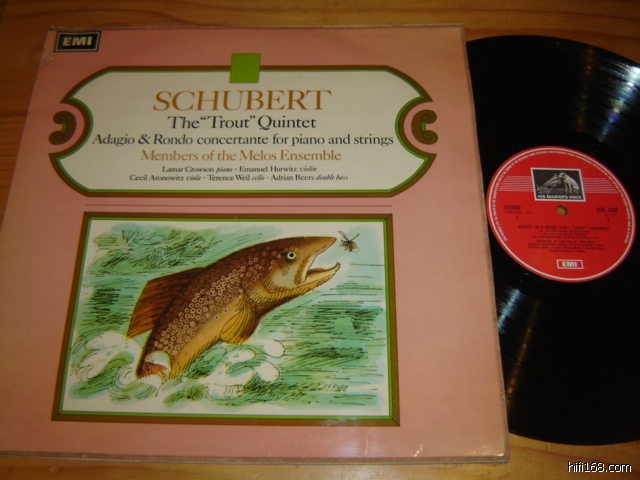 EMI
SCHUBERT
The "Trout" Quintet
Adagio & Rondo concertante for piano and strings
Members of the Melos Ensemble
Lamar Crowson piano · Emanuel Hurwitz violin
Cecil Aronowitz viola · Terence Weil cello · Adrian Beers double bass
HIS MASTER'S VOICE
STEREO
EMI
hifi168.com